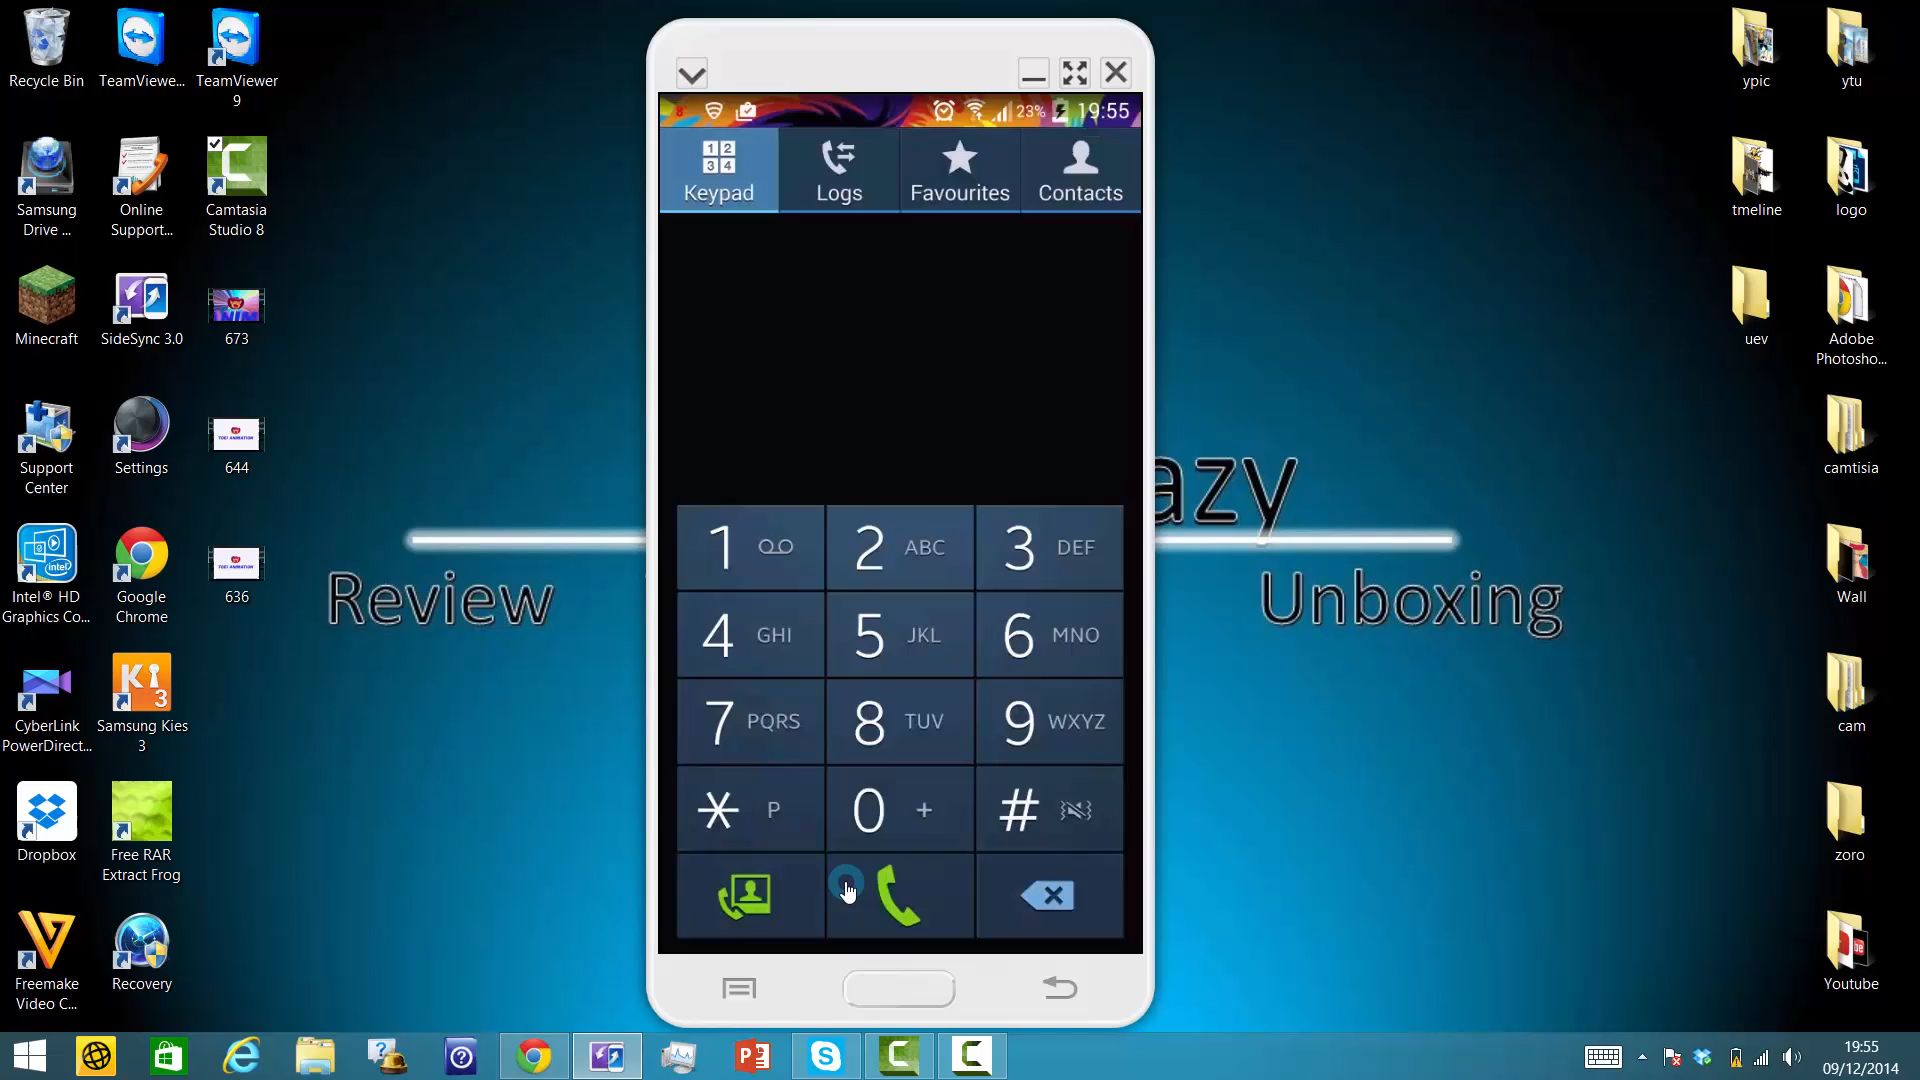 Recycle Bin
TeamViewe...
TeamViewer
9
Samsung
Drive ...
Online
Support...
Camtasia
Studio 8
Minecraft
SideSync 3.0
673
Support
Center
Settings
644
Intel® HD
Graphics Co...
Google
Chrome
636
CyberLink
PowerDirect...
Samsung Kies
3
Dropbox
Free RAR
Extract Frog
Freemake
Video C...
Recovery
23% 19:55
Keypad
Logs
Favourites
Contacts
1
2 ABC
3 DEF
4 GHI
5 JKL
6 MNO
7 PQRS
8 TUV
9 WXYZ
* P
0 +
#
azy
Review
Unboxing
ypic
ytu
tmeline
logo
uev
Adobe
Photosho...
camtisia
Wall
cam
zoro
Youtube
19:55
09/12/2014